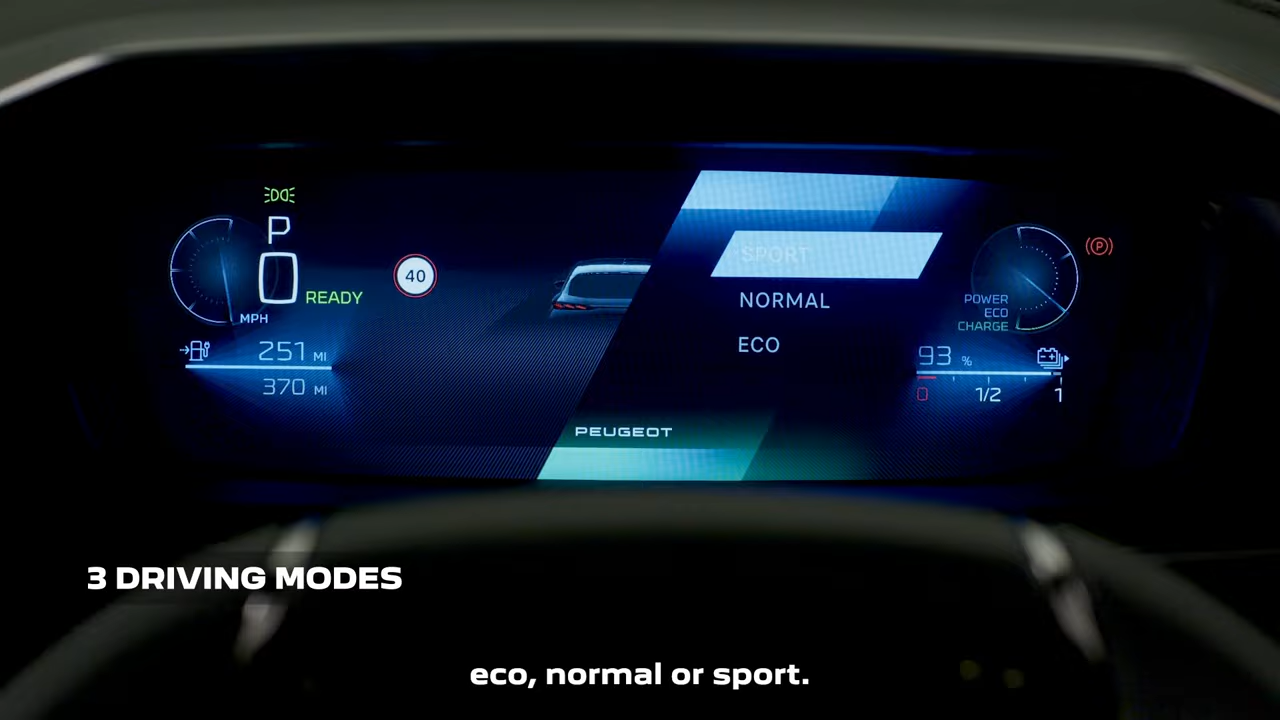 P
0
READY
MPH
251 MI
370 MI
40
SPORT
NORMAL
ECO
PEUGEOT
P
POWER
ECO
CHARGE
93 %
0 1/2 1
3 DRIVING MODES
eco, normal or sport.